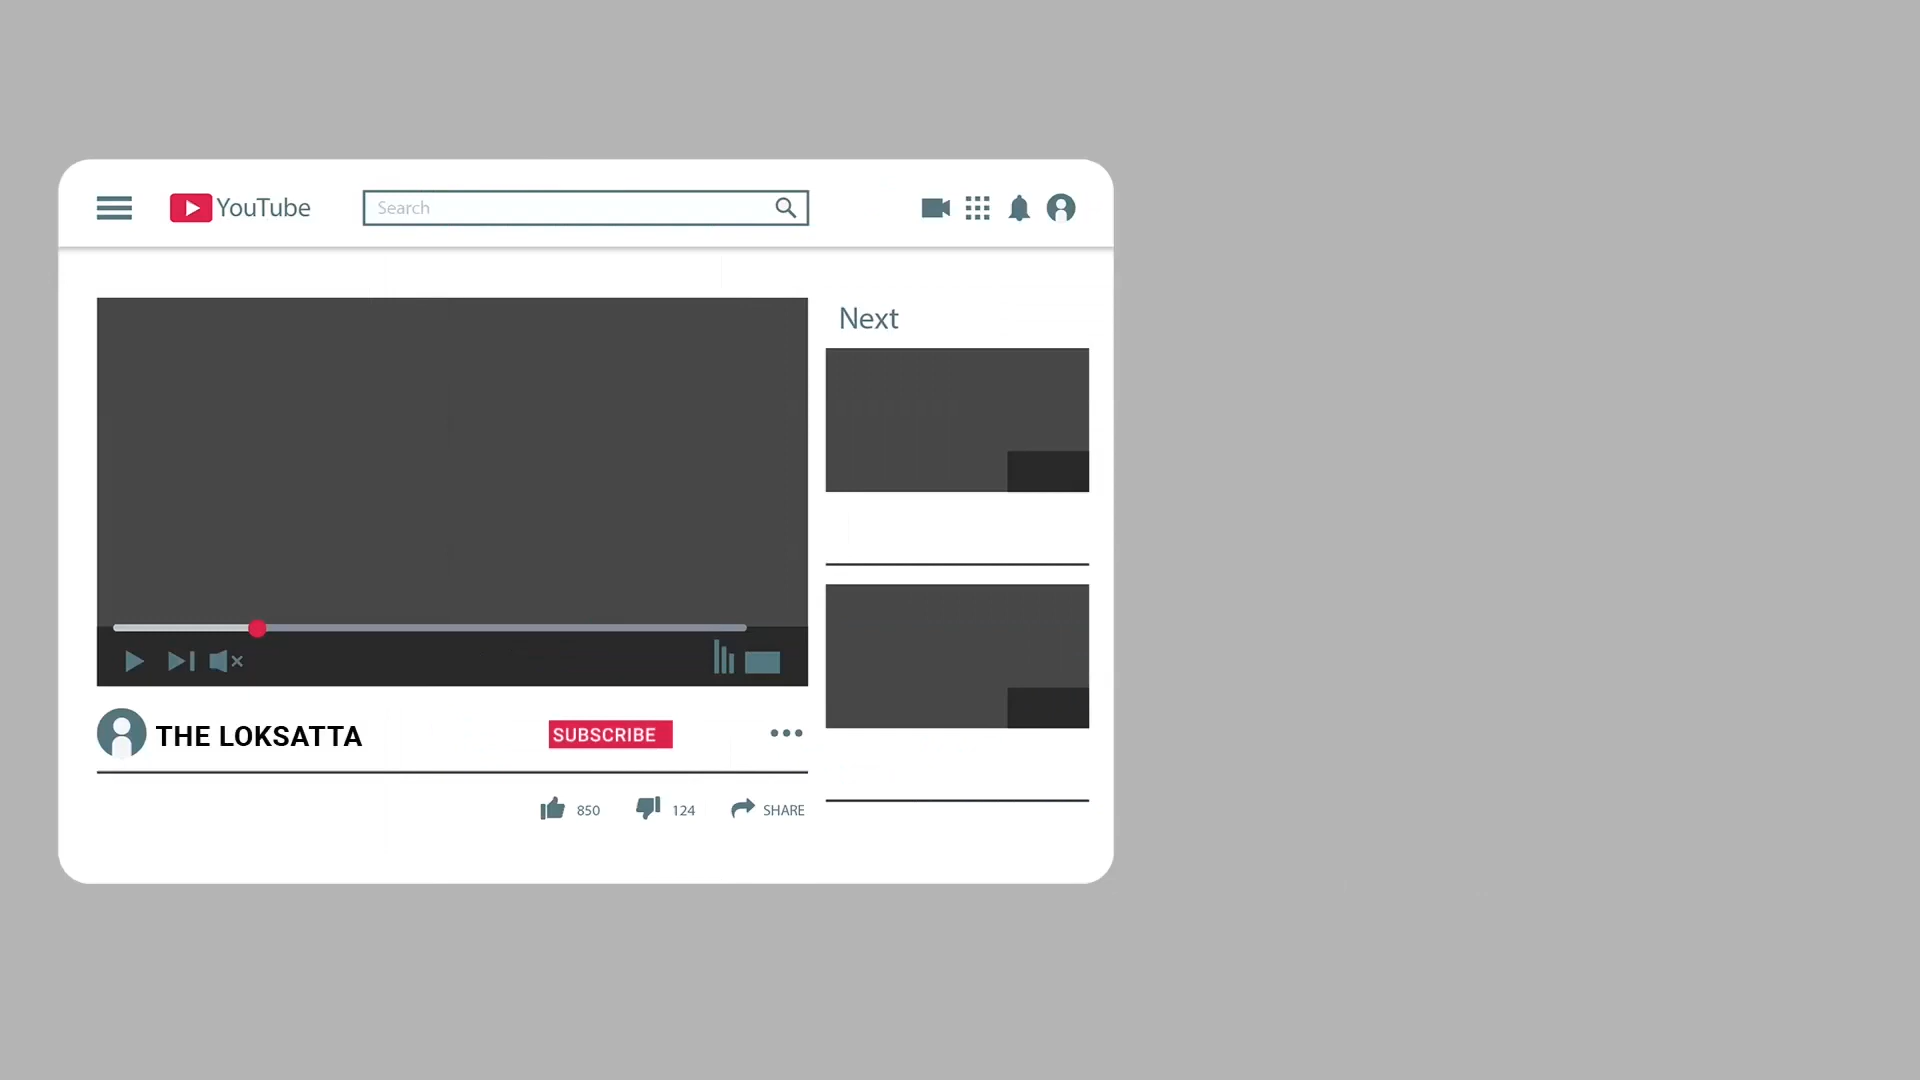 YouTube
Search
Next
THE LOKSATTA
SUBSCRIBE
850
124
SHARE